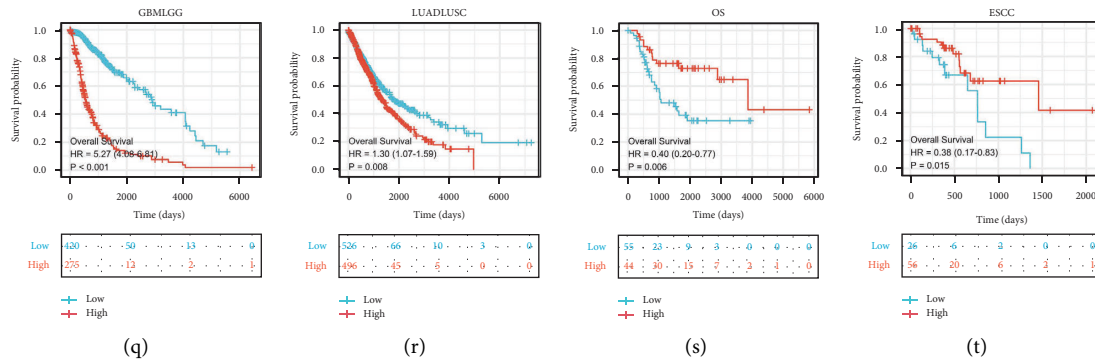 GBMLGG
1.0
0.8
0.6
0.4
0.2
0.0
Survival probability
Overall Survival
HR = 5.27 (4.08-6.81)
P < 0.001
0 2000 4000 6000
Time (days)
Low 420 50 13 0
High 275 12 2 1
Low
High
(q)
LUADLUSC
1.0
0.8
0.6
0.4
0.2
0.0
Survival probability
Overall Survival
HR = 1.30 (1.07-1.59)
P = 0.008
0 2000 4000 6000
Time (days)
Low 526 66 10 3 0
High 496 45 5 0 0
Low
High
(r)
OS
1.0
0.8
0.6
0.4
0.2
0.0
Survival probability
Overall Survival
HR = 0.40 (0.20-0.77)
P = 0.006
0 1000 2000 3000 4000 5000 6000
Time (days)
Low 55 23 9 3 0 0 0
High 44 30 15 7 2 1 0
Low
High
(s)
ESCC
1.0
0.8
0.6
0.4
0.2
0.0
Survival probability
Overall Survival
HR = 0.38 (0.17-0.83)
P = 0.015
0 500 1000 1500 2000
Time (days)
Low 26 6 2 0 0
High 56 20 6 2 1
Low
High
(t)